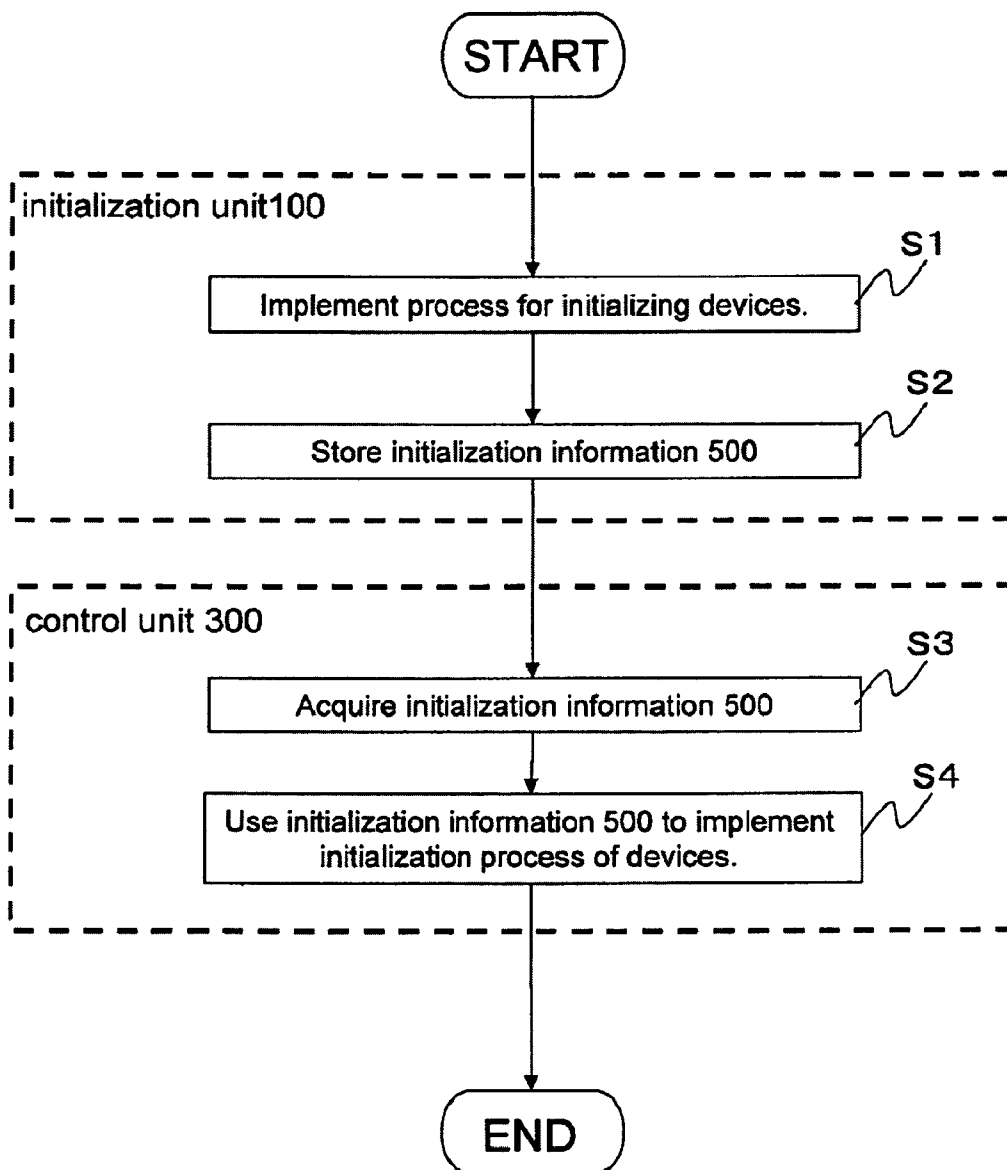 START
initialization unit100
S1
Implement process for initializing devices.
S2
Store initialization information 500
control unit 300
S3
Acquire initialization information 500
S4
Use initialization information 500 to implement
initialization process of devices.
END